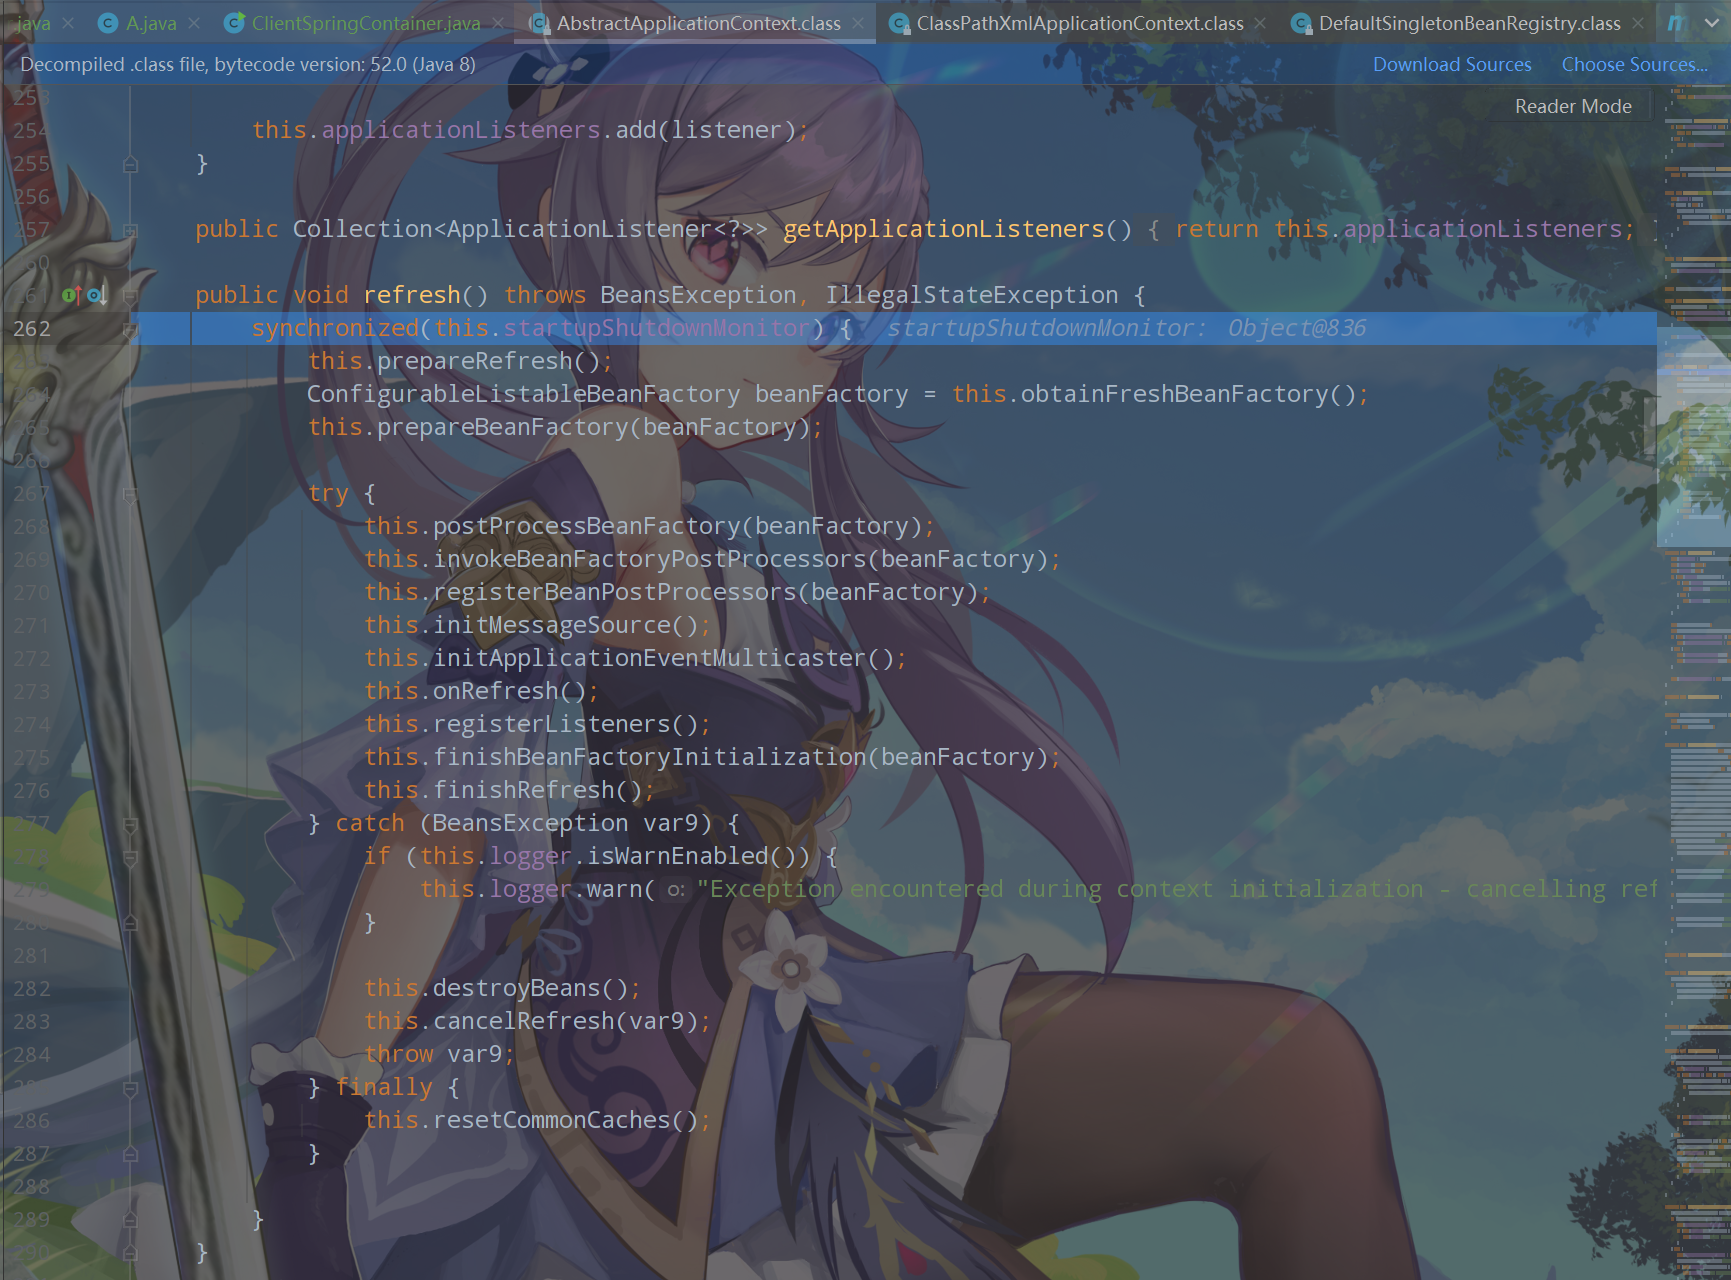 java A.java ClientSpringContainer.java AbstractApplicationContext.class ClassPathXmlApplicationContext.class DefaultSingletonBeanRegistry.class m
Decompiled .class file, bytecode version: 52.0 (Java 8) Download Sources Choose Sources...
253 Reader Mode
254 this.applicationListeners.add(listener);
255 }
256
257 public Collection<ApplicationListener<?>> getApplicationListeners() { return this.applicationListeners; }
260
261 public void refresh() throws BeansException, IllegalStateException {
262 synchronized(this.startupShutdownMonitor) { startupShutdownMonitor: Object@836
this.prepareRefresh();
264 ConfigurableListableBeanFactory beanFactory = this.obtainFreshBeanFactory();
265 this.prepareBeanFactory(beanFactory);
266
267 try {
268 this.postProcessBeanFactory(beanFactory);
269 this.invokeBeanFactoryPostProcessors(beanFactory);
270 this.registerBeanPostProcessors(beanFactory);
271 this.initMessageSource();
272 this.initApplicationEventMulticaster();
273 this.onRefresh();
274 this.registerListeners();
275 this.finishBeanFactoryInitialization(beanFactory);
276 this.finishRefresh();
277 } catch (BeansException var9) {
278 if (this.logger.isWarnEnabled()) {
279 this.logger.warn( o: "Exception encountered during context initialization - cancelling ref
280 }
281
282 this.destroyBeans();
283 this.cancelRefresh(var9);
284 throw var9;
285 } finally {
286 this.resetCommonCaches();
287 }
288
289 }
290 }